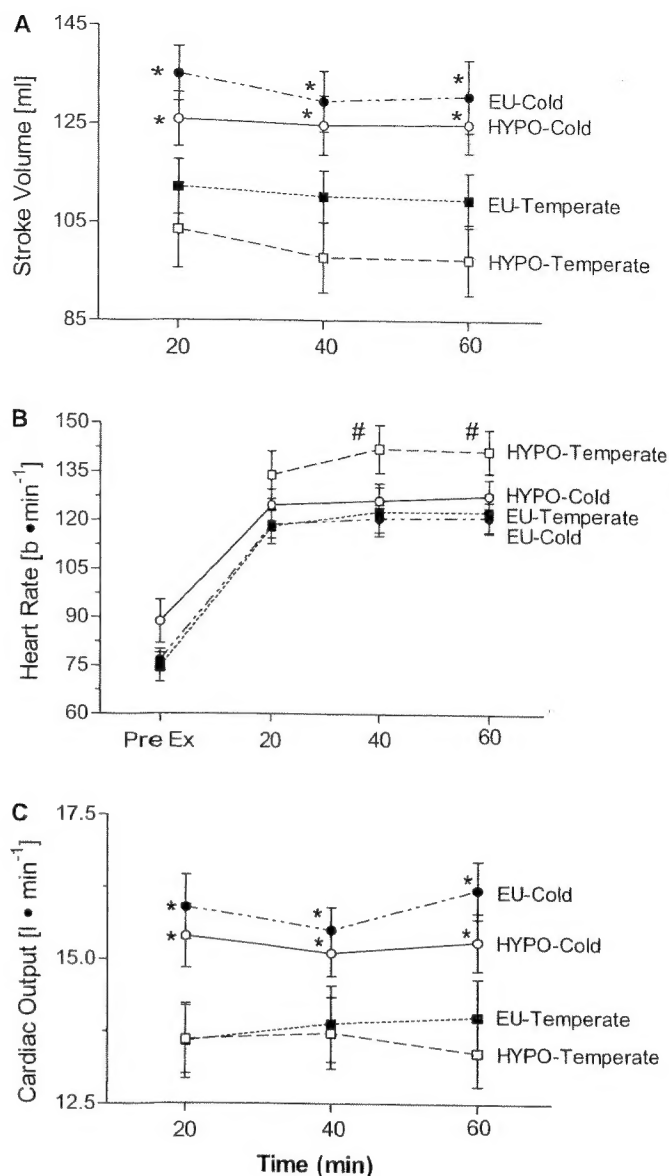 A
Stroke Volume [ml]
145
125
105
85
* * *
* * *
EU-Cold
HYPO-Cold
EU-Temperate
HYPO-Temperate
20 40 60
B
Heart Rate [b •min⁻¹]
150
135
120
105
90
75
60
# #
HYPO-Temperate
HYPO-Cold
EU-Temperate
EU-Cold
Pre Ex 20 40 60
C
Cardiac Output [l • min⁻¹]
17.5
15.0
12.5
* * *
* * *
EU-Cold
HYPO-Cold
EU-Temperate
HYPO-Temperate
20 40 60
Time (min)